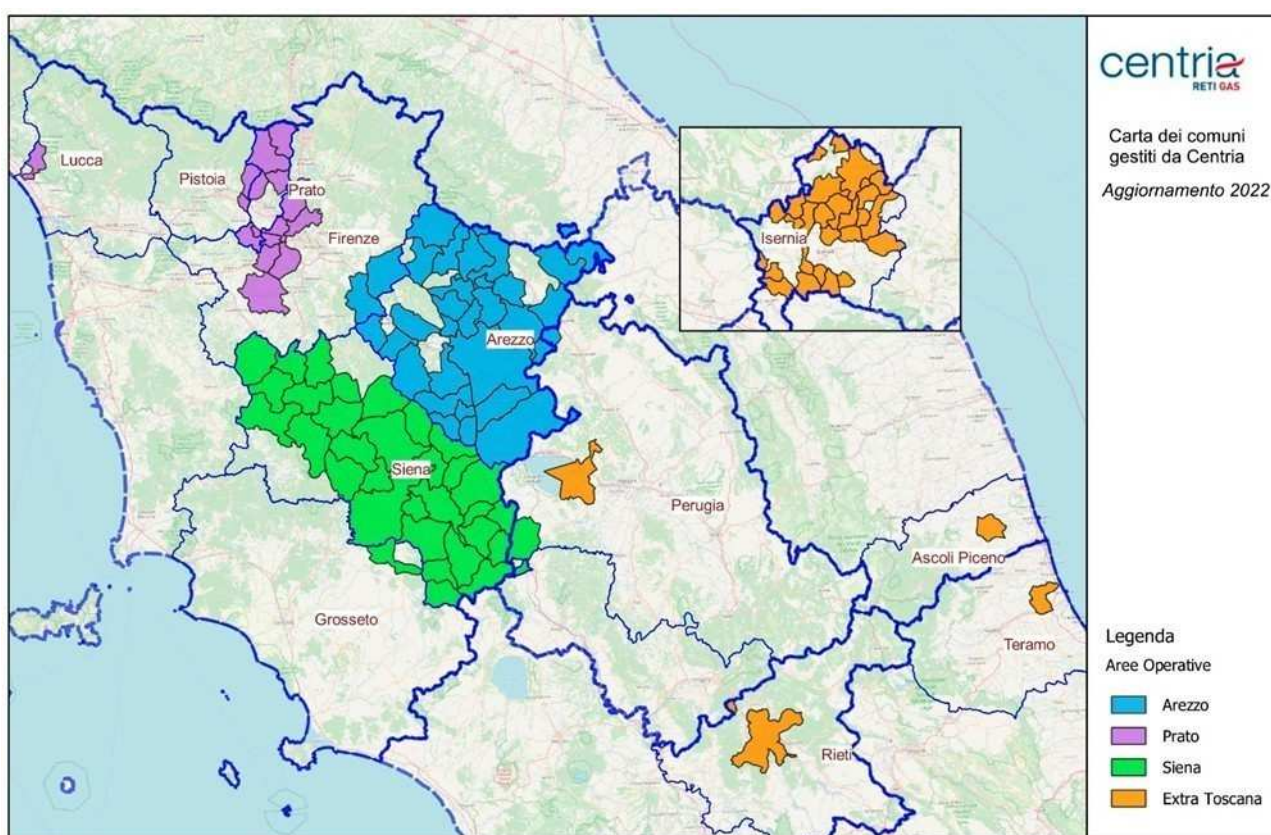 centria
RETI GAS
Carta dei comuni
gestiti da Centria
Aggiornamento 2022
Lucca
Pistoia
Prato
Firenze
Isernia
Arezzo
Siena
Perugia
Ascoli Piceno
Grosseto
Teramo
Rieti
Legenda
Aree Operative
Arezzo
Prato
Siena
Extra Toscana